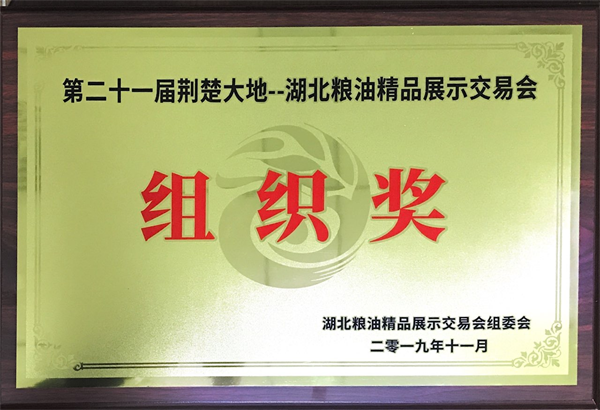 第二十一届荆楚大地--湖北粮油精品展示交易会
组织奖
湖北粮油精品展示交易会组委会
二零一九年十一月